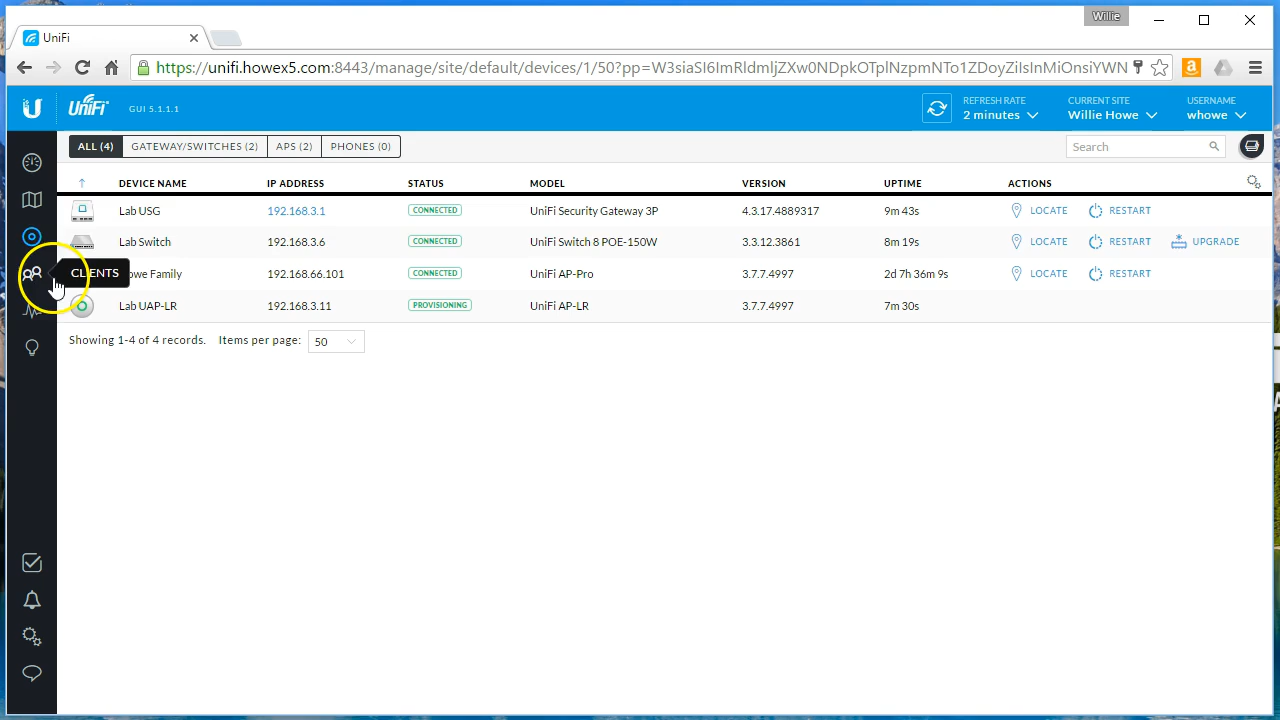 Willie
UniFi
https://unifi.howex5.com:8443/manage/site/default/devices/1/50?pp=W3siaSI6ImRldmljZXw0NDpkOTplNzpmNTo1ZDoyZiIsInMiOnsiYWN
UniFi GUI 5.1.1.1
REFRESH RATE CURRENT SITE USERNAME
2 minutes Willie Howe whowe
ALL (4) GATEWAY/SWITCHES (2) APS (2) PHONES (0) Search
DEVICE NAME IP ADDRESS STATUS MODEL VERSION UPTIME ACTIONS
Lab USG 192.168.3.1 CONNECTED UniFi Security Gateway 3P 4.3.17.4889317 9m 43s LOCATE RESTART
Lab Switch 192.168.3.6 CONNECTED UniFi Switch 8 POE-150W 3.3.12.3861 8m 19s LOCATE RESTART UPGRADE
CLIENTS owe Family 192.168.66.101 CONNECTED UniFi AP-Pro 3.7.7.4997 2d 7h 36m 9s LOCATE RESTART
Lab UAP-LR 192.168.3.11 PROVISIONING UniFi AP-LR 3.7.7.4997 7m 30s
Showing 1-4 of 4 records. Items per page: 50